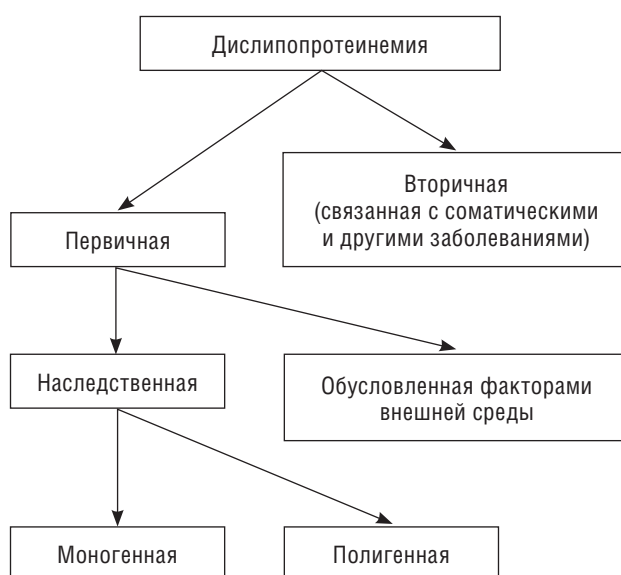 Дислипопротеинемия
Вторичная
(связанная с соматическими
и другими заболеваниями)
Первичная
Наследственная
Обусловленная факторами
внешней среды
Моногенная
Полигенная